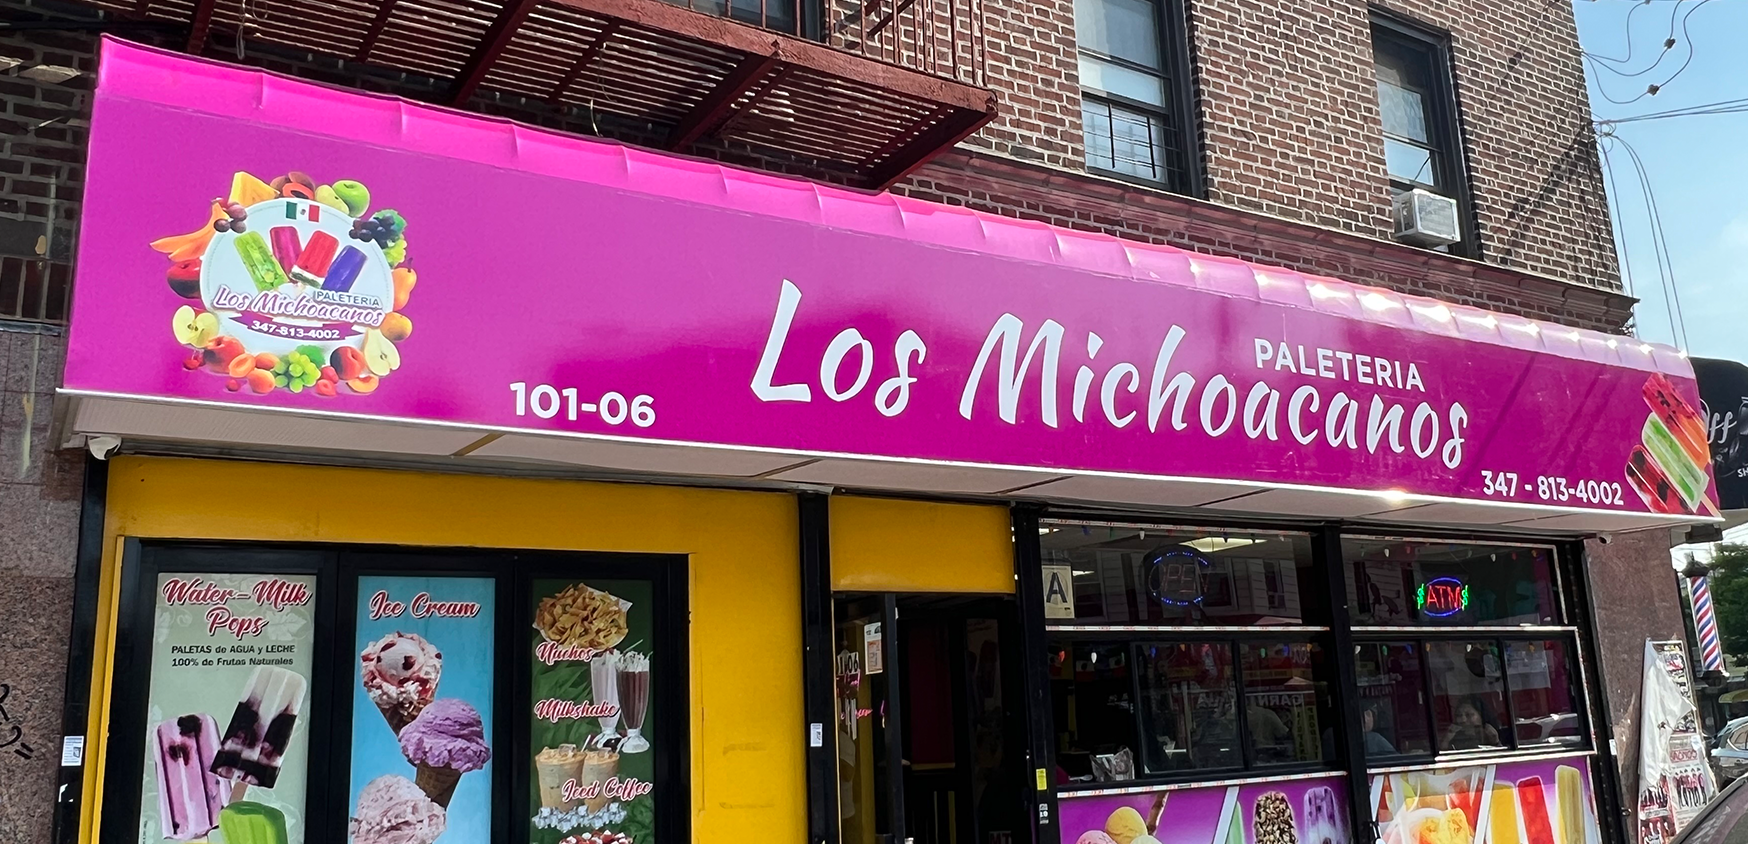 PALETERIA
Los Michoacanos
347-813-4002
101-06
PALETERIA
Los Michoacanos
347 - 813-4002
Water-Milk
Pops
PALETAS de AGUA y LECHE
100% de Frutas Naturales
Ice Cream
Nachos
Milkshake
Iced Coffee
A
OPEN
$ATM$